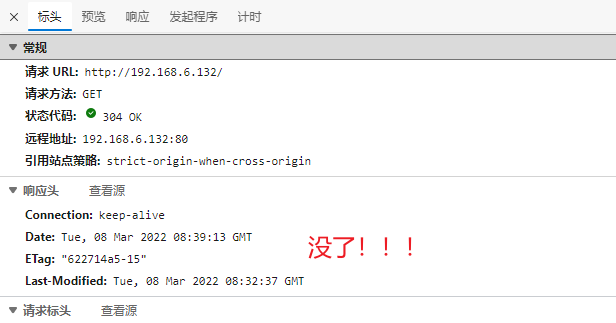 × 标头 预览 响应 发起程序 计时
▼ 常规
请求 URL: http://192.168.6.132/
请求方法: GET
状态代码: 304 OK
远程地址: 192.168.6.132:80
引用站点策略: strict-origin-when-cross-origin
▼ 响应头 查看源
Connection: keep-alive
Date: Tue, 08 Mar 2022 08:39:13 GMT
没了！！！
ETag: "622714a5-15"
Last-Modified: Tue, 08 Mar 2022 08:32:37 GMT
▼ 请求标头 查看源